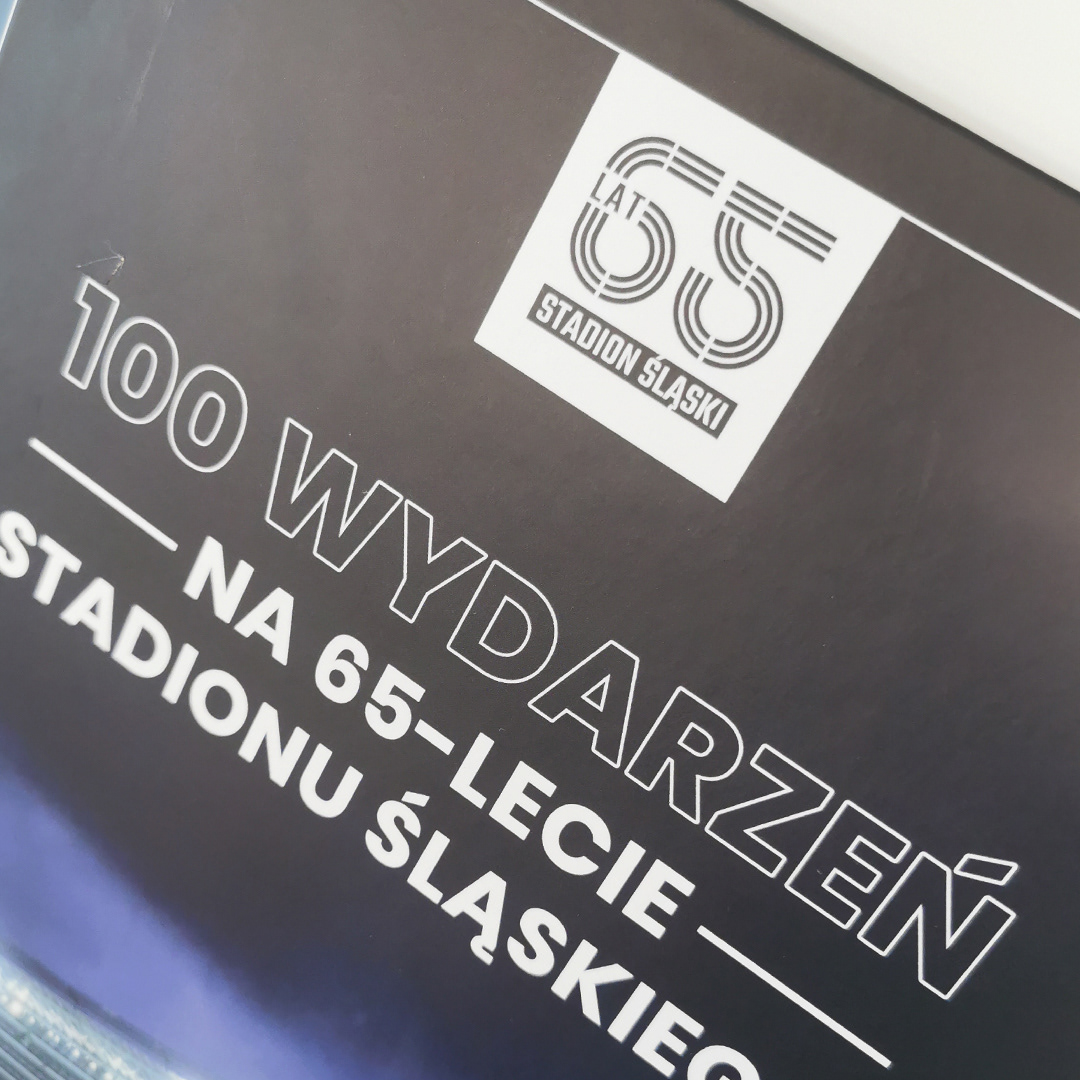 65
LAT
STADION ŚLĄSKI
100 WYDARZEŃ
NA 65-LECIE
STADIONU ŚLĄSKIEG